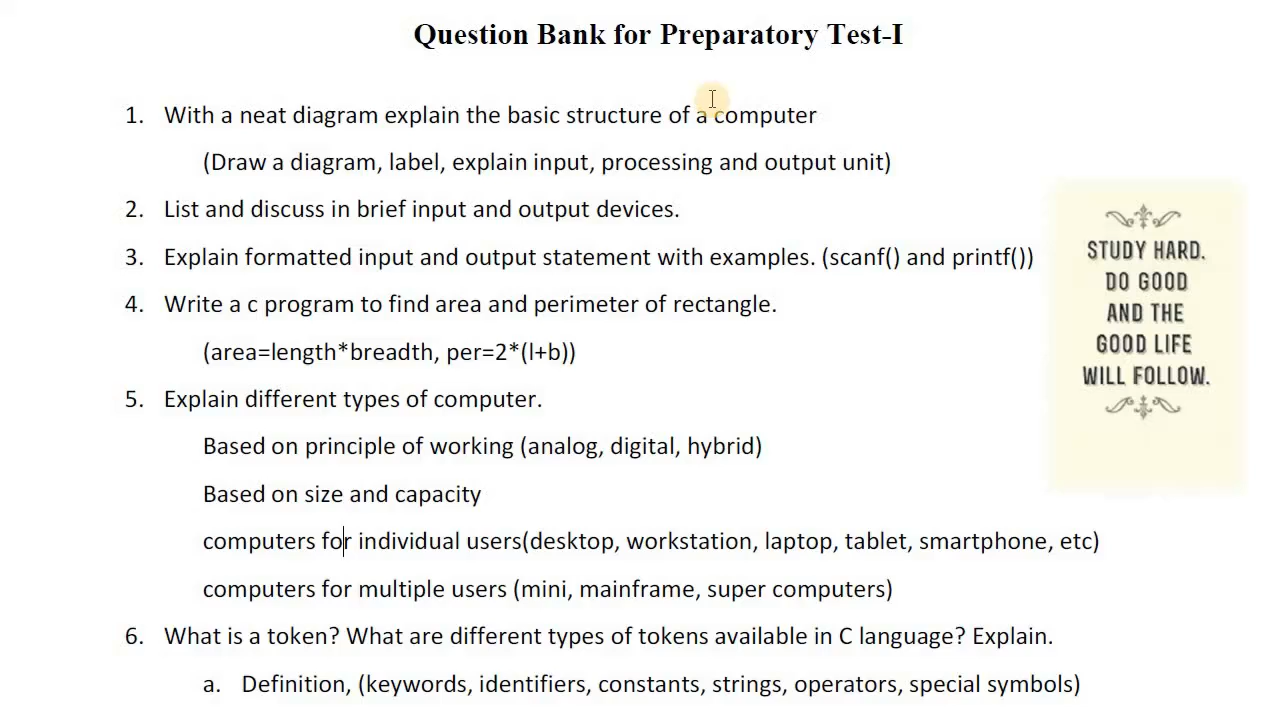 Question Bank for Preparatory Test-I
1. With a neat diagram explain the basic structure of a computer
(Draw a diagram, label, explain input, processing and output unit)
2. List and discuss in brief input and output devices.
3. Explain formatted input and output statement with examples. (scanf() and printf())
4. Write a c program to find area and perimeter of rectangle.
(area=length*breadth, per=2*(l+b))
5. Explain different types of computer.
Based on principle of working (analog, digital, hybrid)
Based on size and capacity
computers for individual users(desktop, workstation, laptop, tablet, smartphone, etc)
computers for multiple users (mini, mainframe, super computers)
6. What is a token? What are different types of tokens available in C language? Explain.
a. Definition, (keywords, identifiers, constants, strings, operators, special symbols)
STUDY HARD.
DO GOOD
AND THE
GOOD LIFE
WILL FOLLOW.